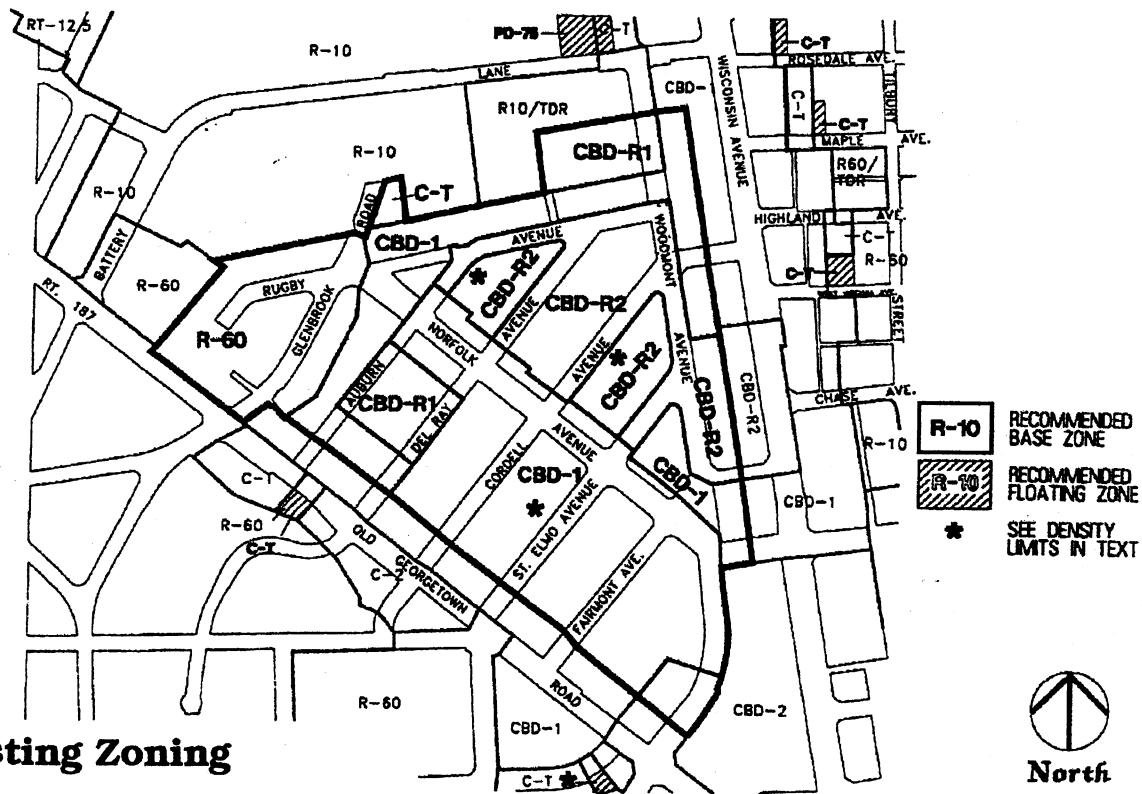 RT-12.5
R-10
PD-75
C-T
C-T
ROSEDALE AVE.
LANE
CBD-
WISCONSIN AVENUE
TILBURY
R10/TDR
C-T
C-T
MAPLE AVE.
R-10
R-10
CBD-R1
R60/
TDR
ROAD
C-T
HIGHLAND AVE.
CBD-1
AVENUE
WOODMONT
C-
BATTERY
R-60
RUGBY
CBD-R2
*
AVENUE
CBD-R2
C-T
R-60
RT. 187
GLENBROOK
NORFOLK
STREET
R-60
AUBURN
AVENUE
*
CBD-R2
AVENUE
CBD-R2
CBD-R2
CHASE AVE.
CBD-R1
DEL RAY
AVENUE
R-10
R-10
RECOMMENDED
BASE ZONE
CORDELL
CBD-1
CBD-1
CBD-1
R-10
RECOMMENDED
FLOATING ZONE
C-T
*
ST. ELMO AVENUE
* SEE DENSITY
LIMITS IN TEXT
R-60
C-T
OLD GEORGETOWN ROAD
C-2
FAIRMONT AVE.
R-60
CBD-1
CBD-2
sting Zoning
C-T *
North